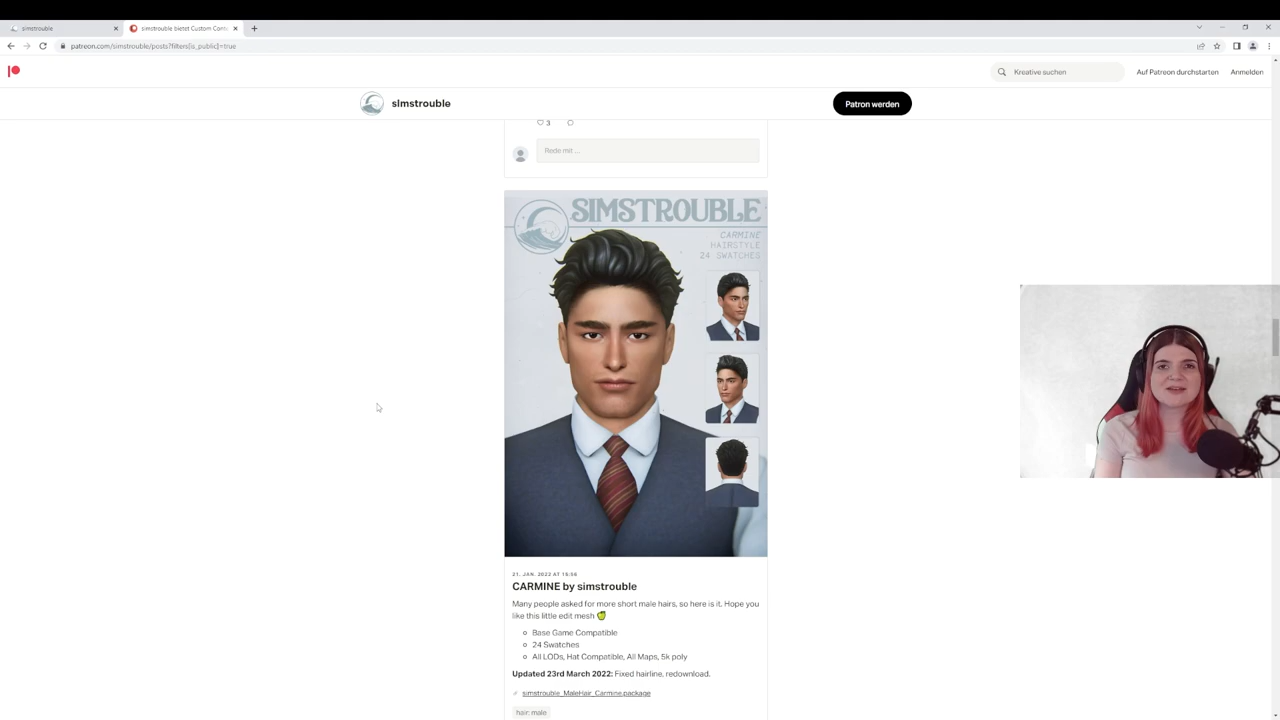 simstrouble
simstrouble bietet Custom Cont
patreon.com/simstrouble/posts?filters[is_public]=true
Kreative suchen
Auf Patreon durchstarten
Anmelden
simstrouble
Patron werden
3
Rede mit ...
SIMSTROUBLE
CARMINE
HAIRSTYLE
24 SWATCHES
21. JAN. 2022 AT 18:56
CARMINE by simstrouble
Many people asked for more short male hairs, so here is it. Hope you
like this little edit mesh
Base Game Compatible
24 Swatches
All LODs, Hat Compatible, All Maps, 5k poly
Updated 23rd March 2022: Fixed hairline, redownload.
simstrouble_MaleHair_Carmine.package
hair: male